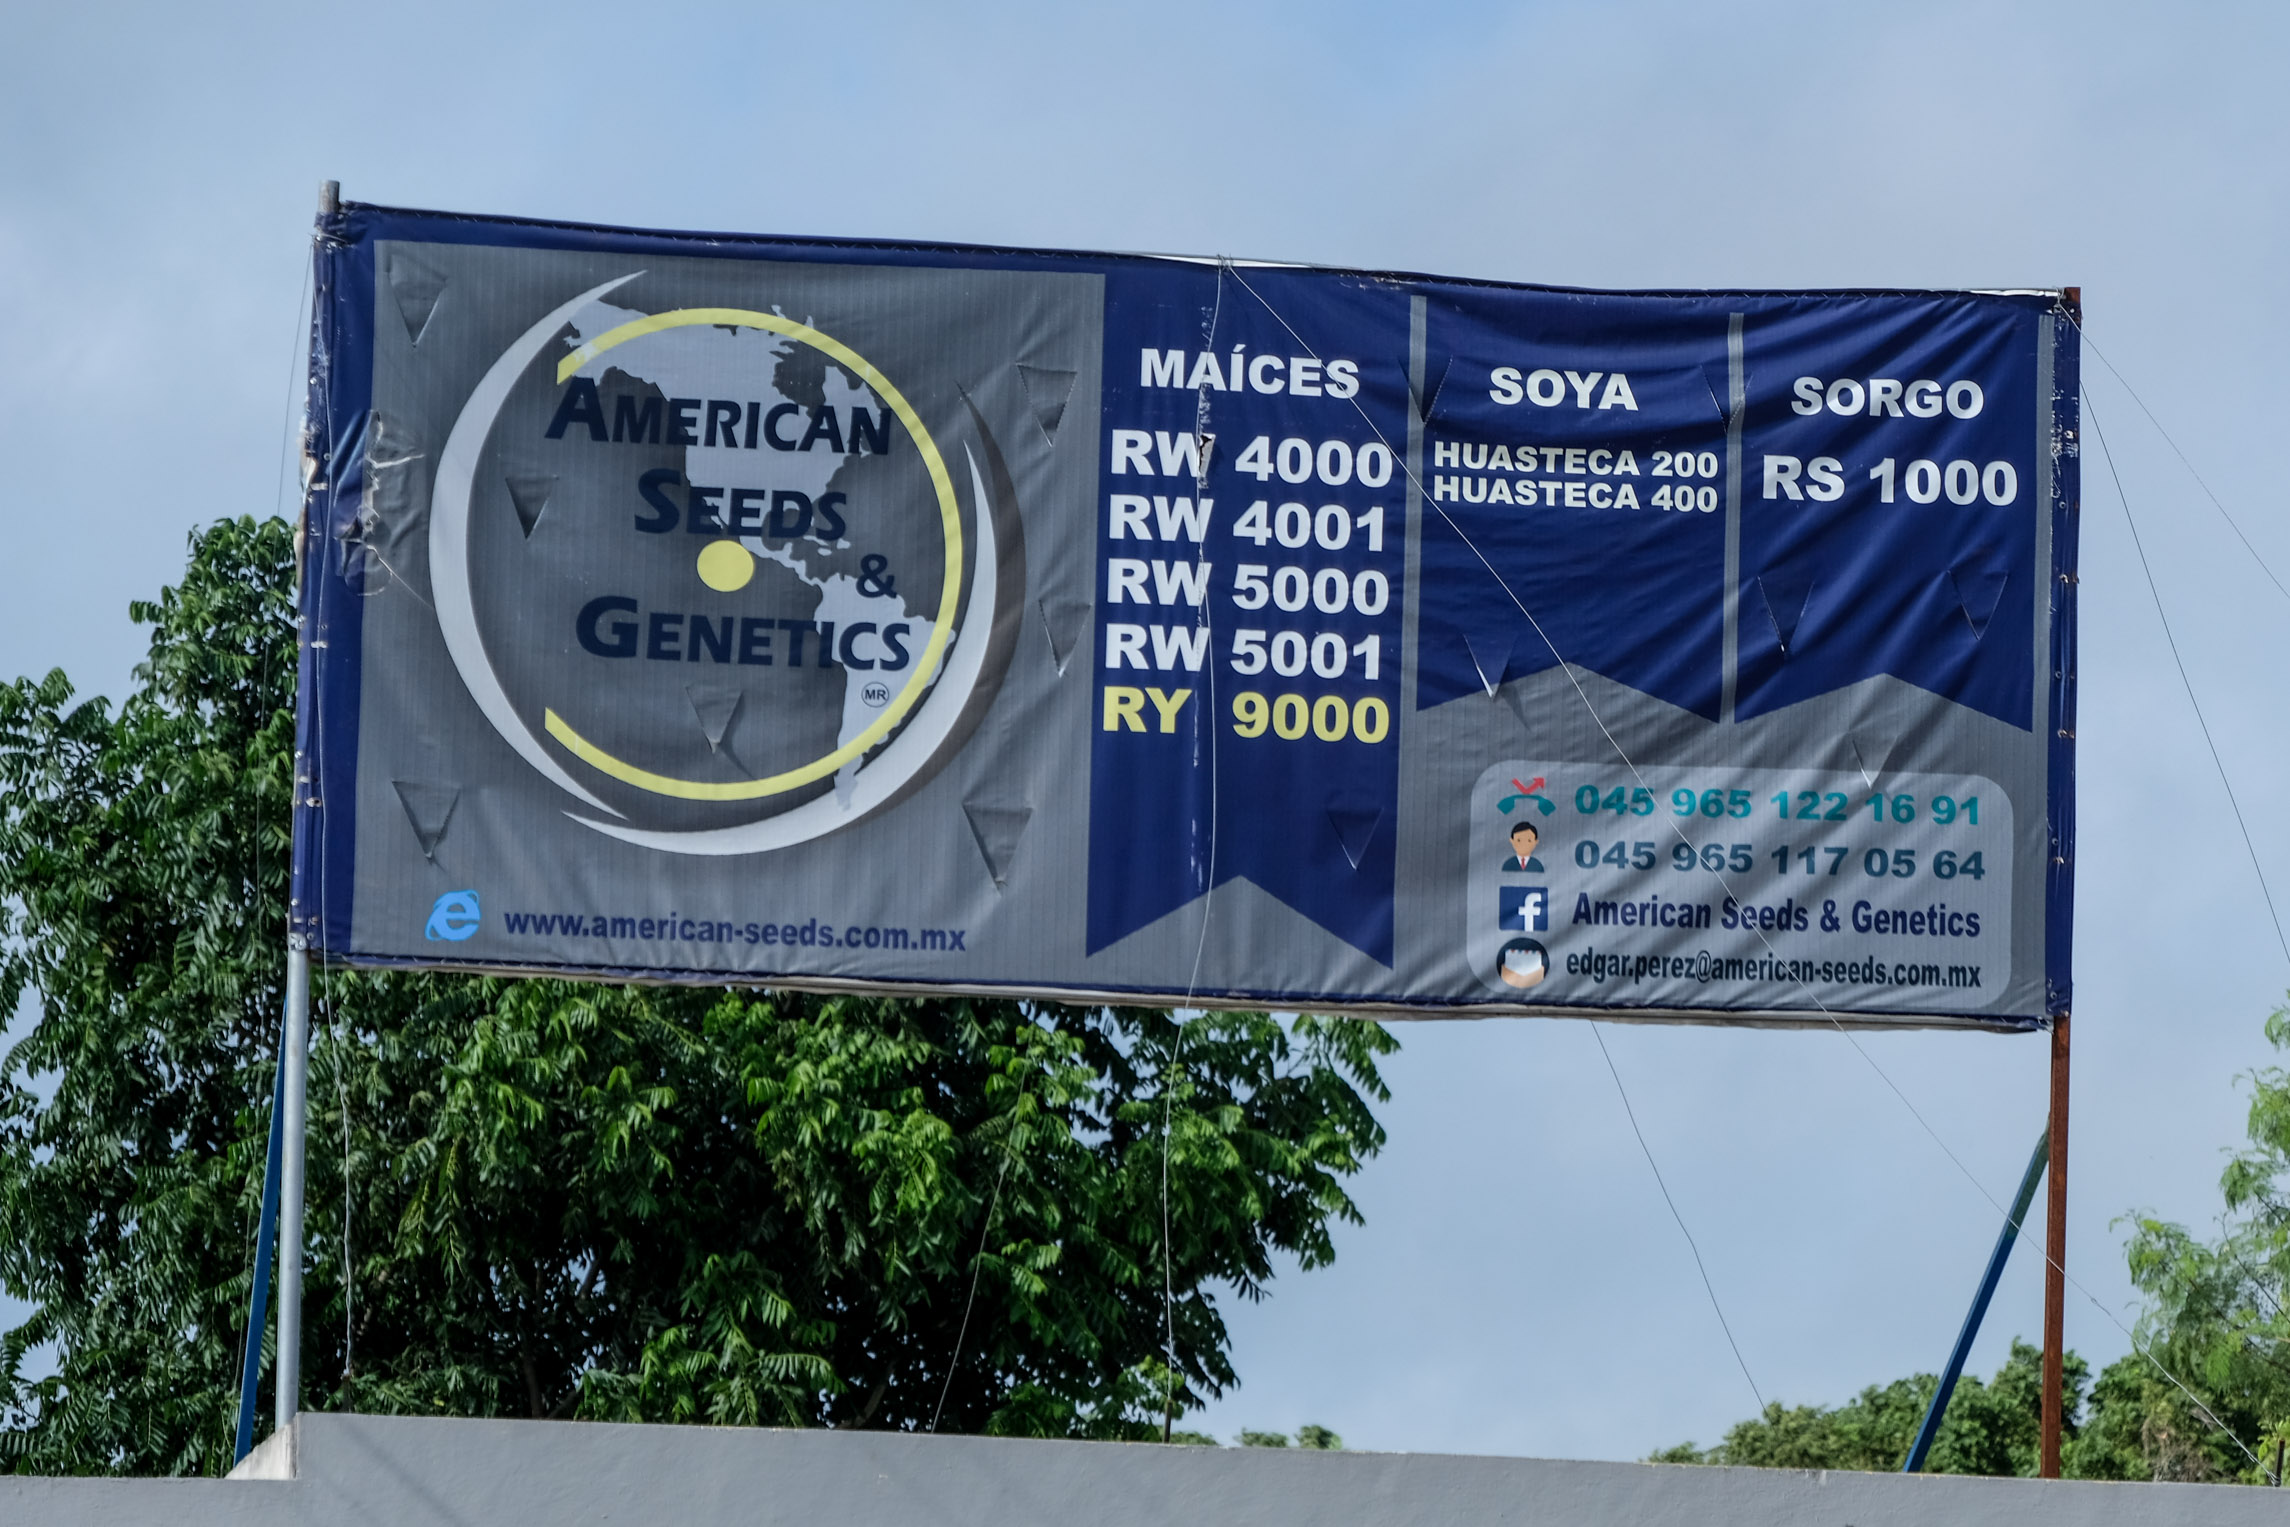 AMERICAN
SEEDS
&
GENETICS
MR
www.american-seeds.com.mx
MAÍCES
RW 4000
RW 4001
RW 5000
RW 5001
RY 9000
SOYA
HUASTECA 200
HUASTECA 400
SORGO
RS 1000
045 965 122 16 91
045 965 117 05 64
American Seeds & Genetics
edgar.perez@american-seeds.com.mx